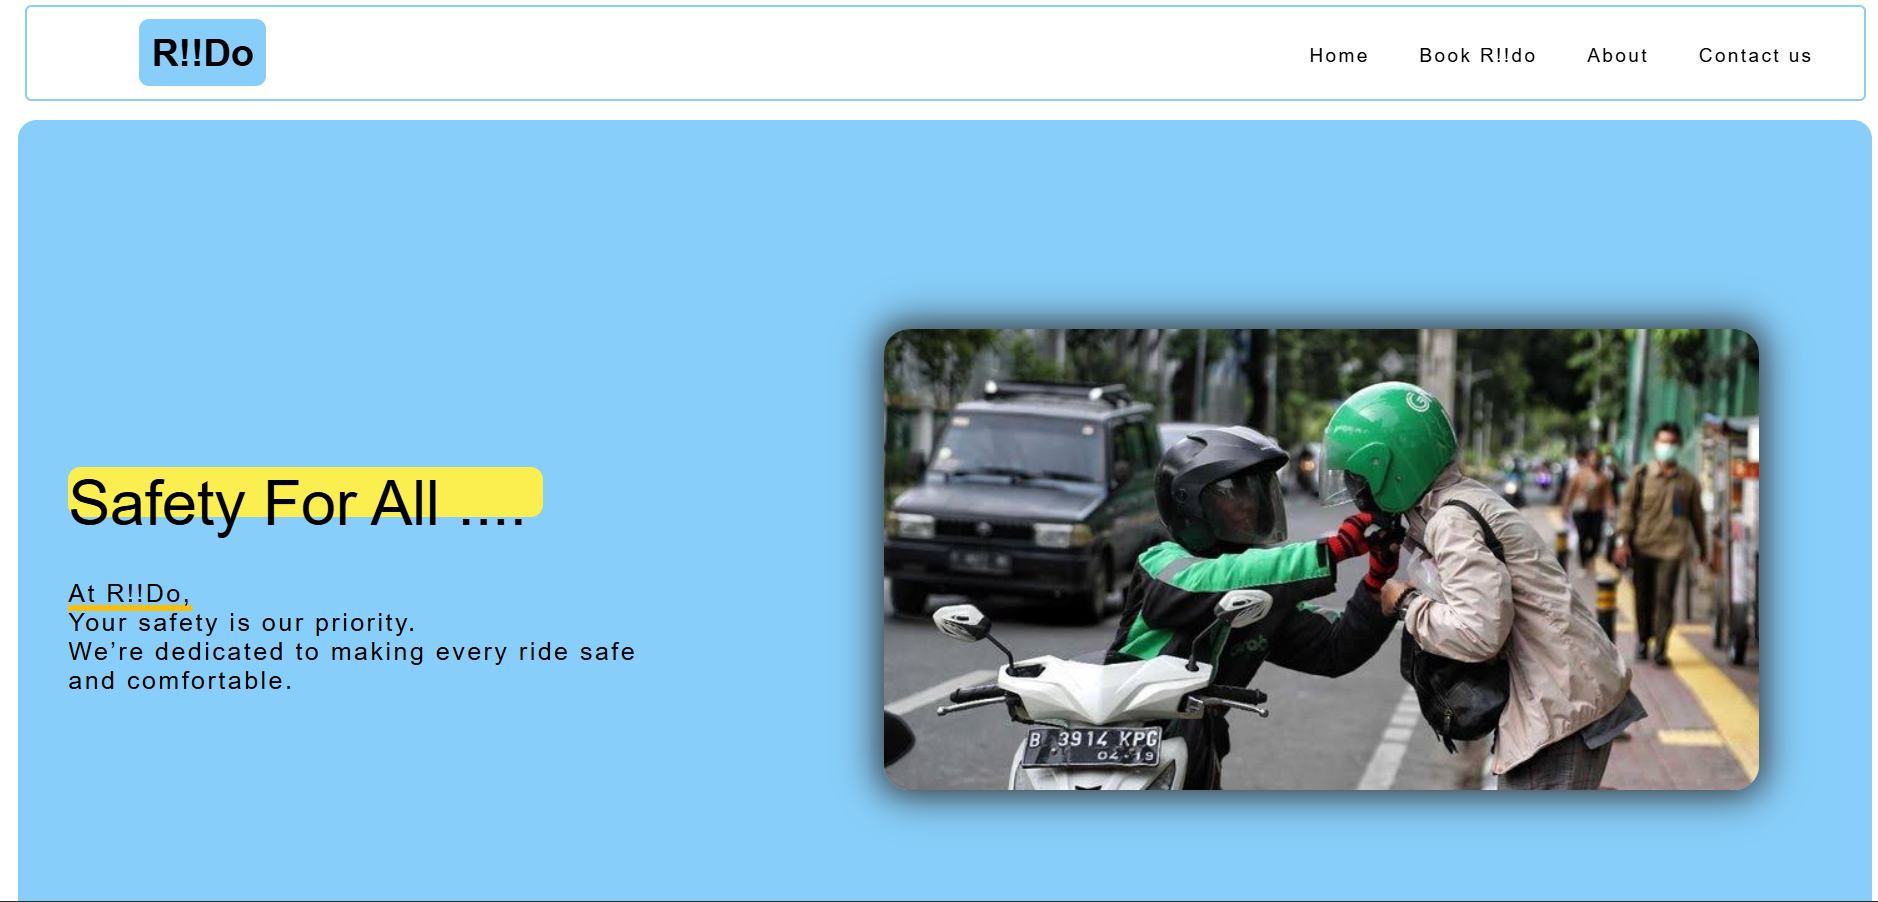 R!!Do
Home Book R!!do About Contact us
Safety For All ....
At R!!Do,
Your safety is our priority.
We’re dedicated to making every ride safe
and comfortable.
B 3914 KPG
04·19